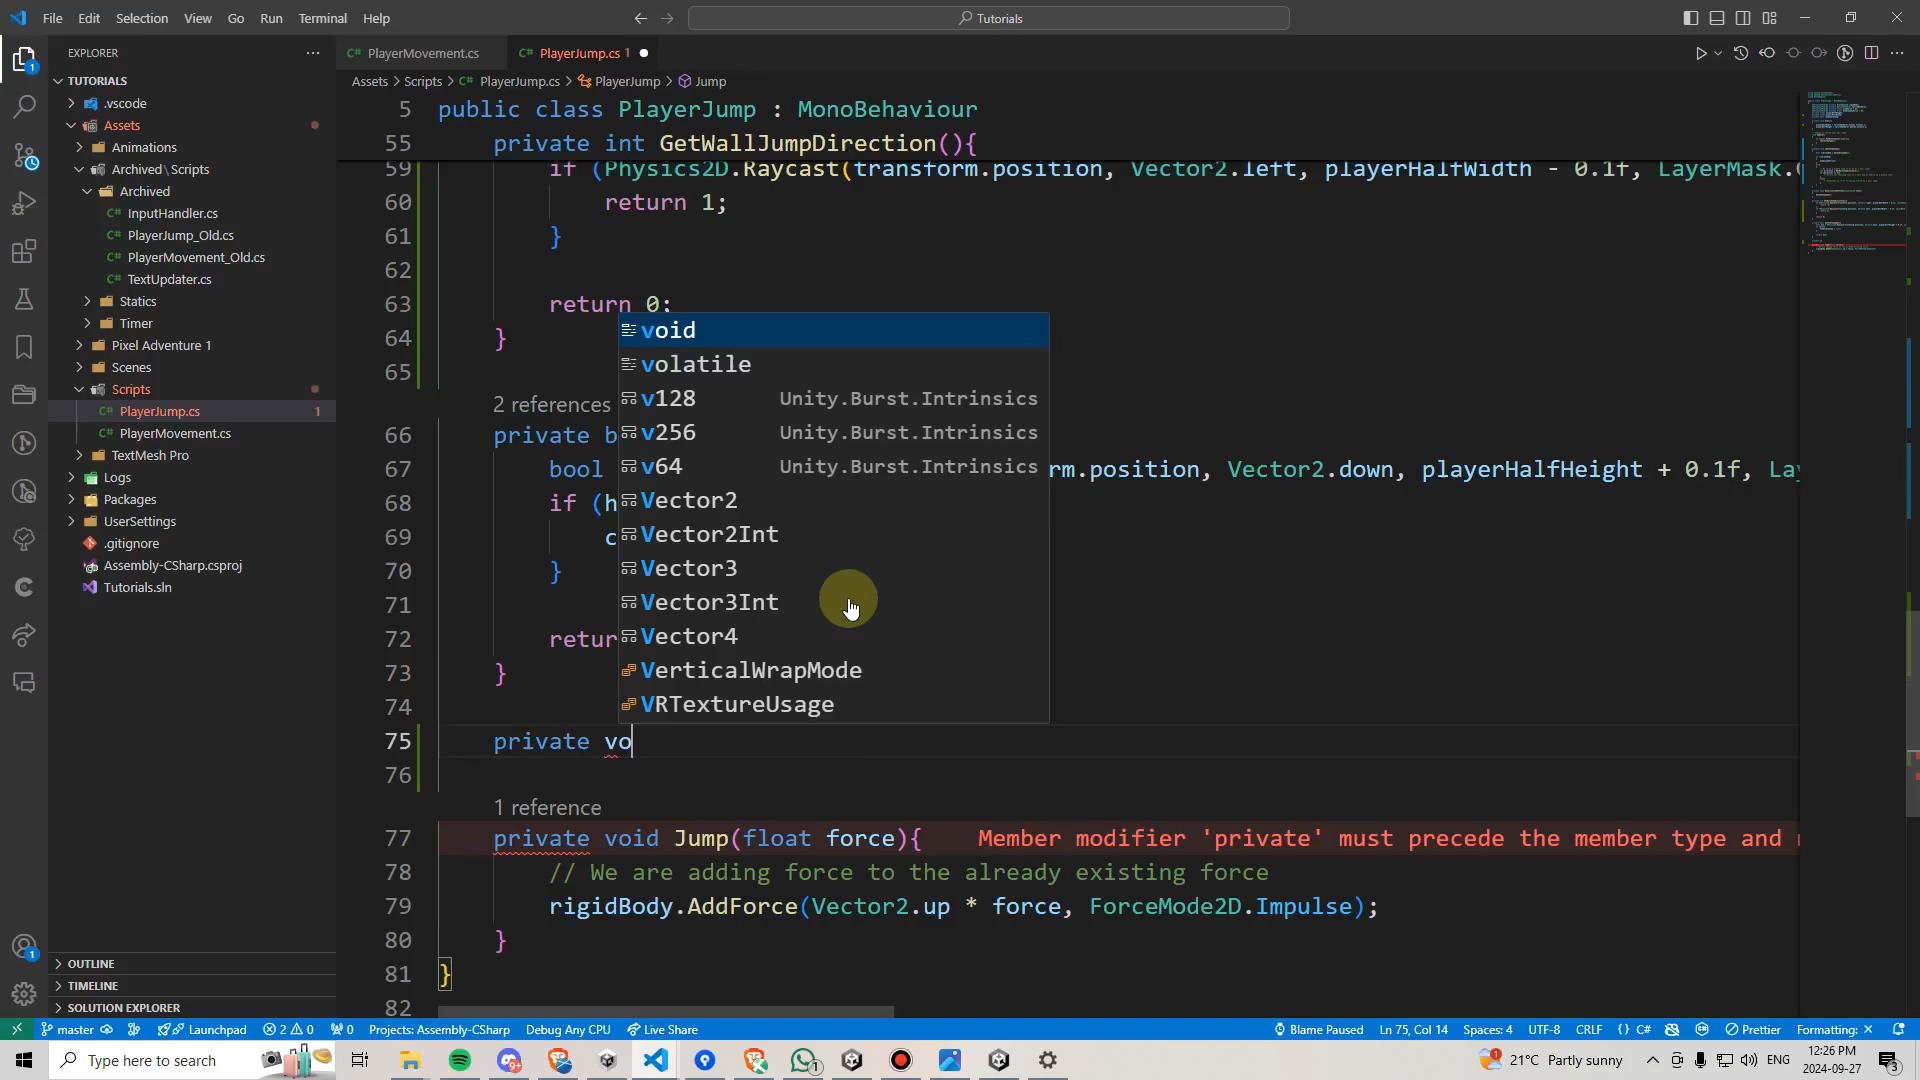 File Edit Selection View Go Run Terminal Help
Tutorials
EXPLORER
TUTORIALS
.vscode
Assets
Animations
Archived\Scripts
Archived
InputHandler.cs
PlayerJump_Old.cs
PlayerMovement_Old.cs
TextUpdater.cs
Statics
Timer
Pixel Adventure 1
Scenes
Scripts
PlayerJump.cs 1
PlayerMovement.cs
TextMesh Pro
Logs
Packages
UserSettings
.gitignore
Assembly-CSharp.csproj
Tutorials.sln
OUTLINE
TIMELINE
SOLUTION EXPLORER
PlayerMovement.cs PlayerJump.cs 1
Assets > Scripts > PlayerJump.cs > PlayerJump > Jump
5 public class PlayerJump : MonoBehaviour
55 private int GetWallJumpDirection(){
59 if (Physics2D.Raycast(transform.position, Vector2.left, playerHalfWidth - 0.1f, LayerMask.
60 return 1;
61 }
62
63 return 0;
64 }
65
2 references
66 private b
67 bool rm.position, Vector2.down, playerHalfHeight + 0.1f, Lay
68 if (h
69 c
70 }
71
72 retur
73 }
74
75 private vo
76
1 reference
77 private void Jump(float force){ Member modifier 'private' must precede the member type and
78 // We are adding force to the already existing force
79 rigidBody.AddForce(Vector2.up * force, ForceMode2D.Impulse);
80 }
81 }
82
void
volatile
v128 Unity.Burst.Intrinsics
v256 Unity.Burst.Intrinsics
v64 Unity.Burst.Intrinsics
Vector2
Vector2Int
Vector3
Vector3Int
Vector4
VerticalWrapMode
VRTextureUsage
master Launchpad 2 0 0 Projects: Assembly-CSharp Debug Any CPU Live Share Blame Paused Ln 75, Col 14 Spaces: 4 UTF-8 CRLF {} C# Prettier Formatting: ×
Type here to search
21°C Partly sunny ENG 12:26 PM
2024-09-27 3